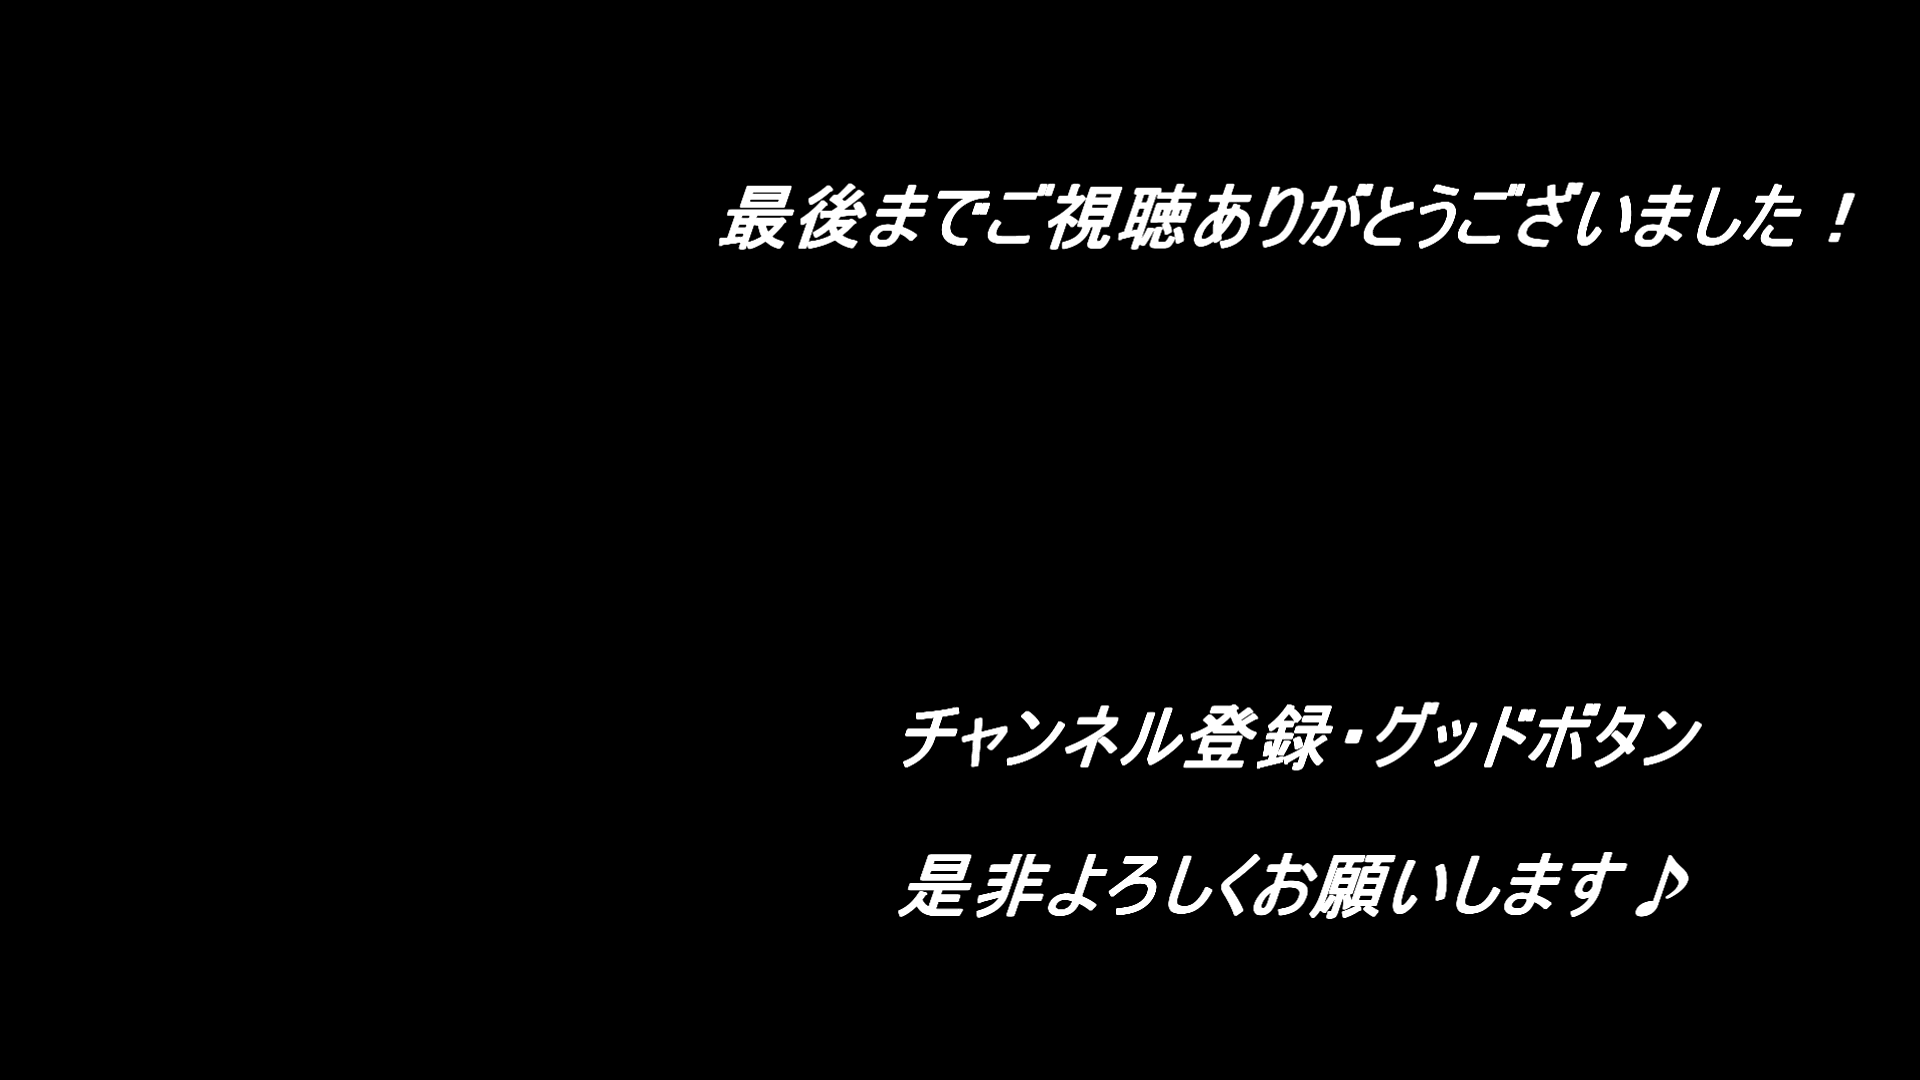 最後までご視聴ありがとうございました！
チャンネル登録・グッドボタン
是非よろしくお願いします♪